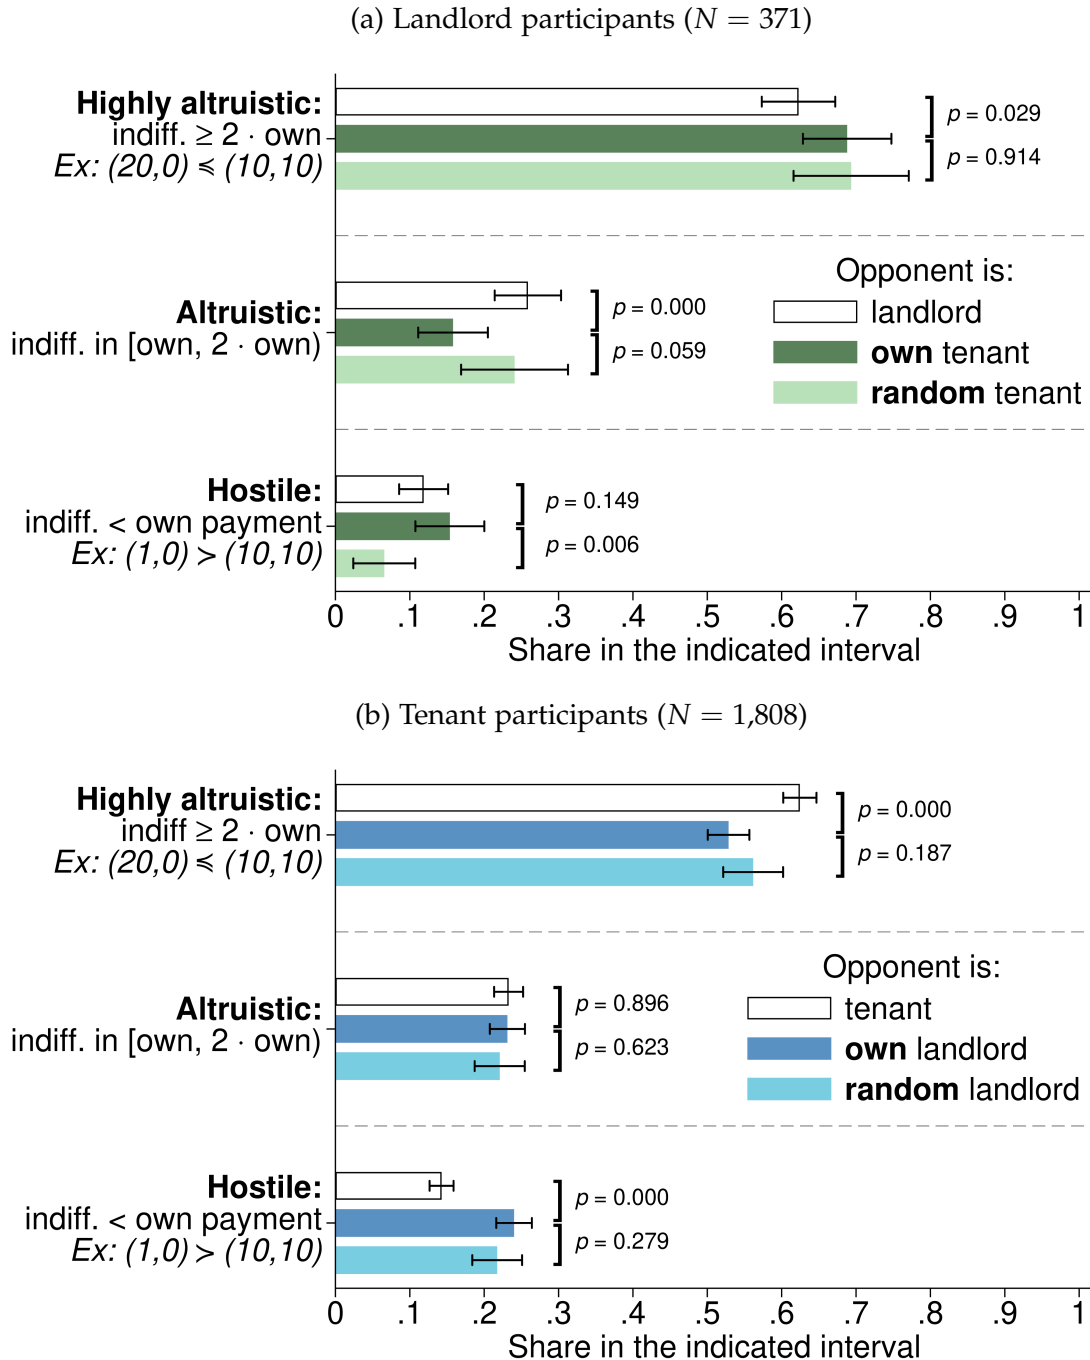 (a) Landlord participants (N = 371)
Highly altruistic:
indiff. ≥ 2 · own
Ex: (20,0) ≼ (10,10)
p = 0.029
p = 0.914
Altruistic:
indiff. in [own, 2 · own)
p = 0.000
p = 0.059
Opponent is:
landlord
own tenant
random tenant
Hostile:
indiff. < own payment
Ex: (1,0) ≻ (10,10)
p = 0.149
p = 0.006
0 .1 .2 .3 .4 .5 .6 .7 .8 .9 1
Share in the indicated interval
(b) Tenant participants (N = 1,808)
Highly altruistic:
indiff ≥ 2 · own
Ex: (20,0) ≼ (10,10)
p = 0.000
p = 0.187
Altruistic:
indiff. in [own, 2 · own)
p = 0.896
p = 0.623
Opponent is:
tenant
own landlord
random landlord
Hostile:
indiff. < own payment
Ex: (1,0) ≻ (10,10)
p = 0.000
p = 0.279
0 .1 .2 .3 .4 .5 .6 .7 .8 .9 1
Share in the indicated interval